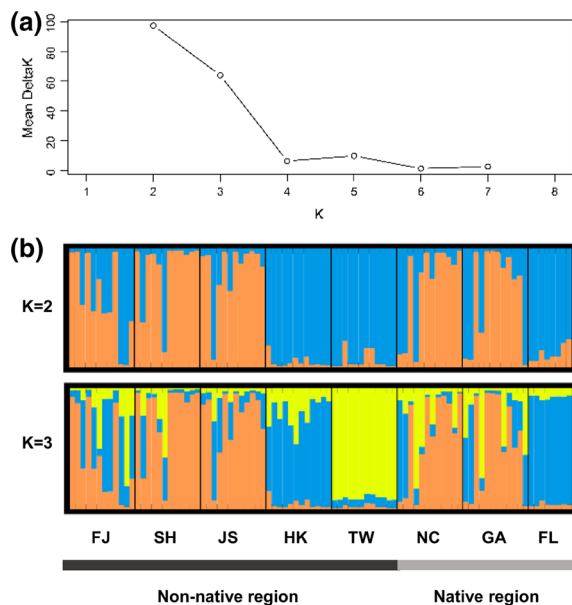 (a)
Mean DeltaK
100
80
60
40
20
0
1 2 3 4 5 6 7 8
K
(b)
K=2
K=3
FJ SH JS HK TW NC GA FL
Non-native region Native region